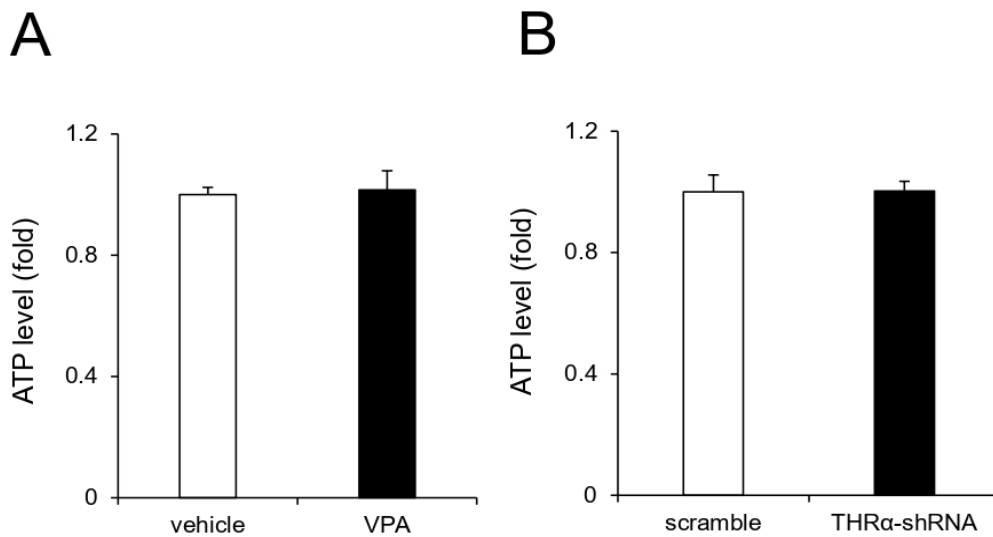 A
ATP level (fold)
1.2
0.8
0.4
0
vehicle
VPA
B
ATP level (fold)
1.2
0.8
0.4
0
scramble
THRα-shRNA